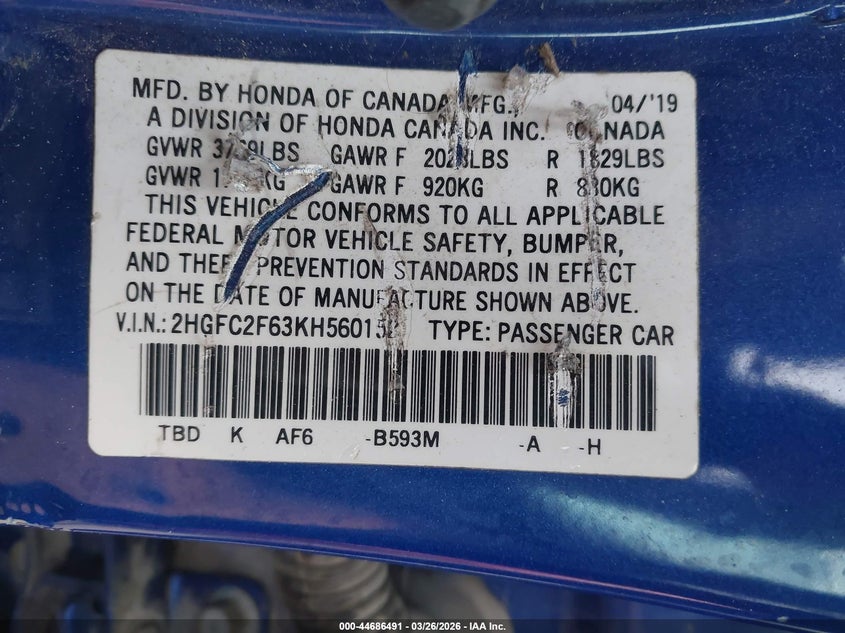 MFD. BY HONDA OF CANADA MFG., 04/'19
A DIVISION OF HONDA CANADA INC. CANADA
GVWR GAWR F R
GVWR GAWR F 920KG R
THIS VEHICLE CONFORMS TO ALL APPLICABLE
FEDERAL MOTOR VEHICLE SAFETY, BUMPER,
AND THEFT PREVENTION STANDARDS IN EFFECT
ON THE DATE OF MANUFACTURE SHOWN ABOVE.
V.I.N.: TYPE: PASSENGER CAR
TBD K AF6 -B593M -A -H
000-44686491 - 03/26/2026 - IAA Inc.